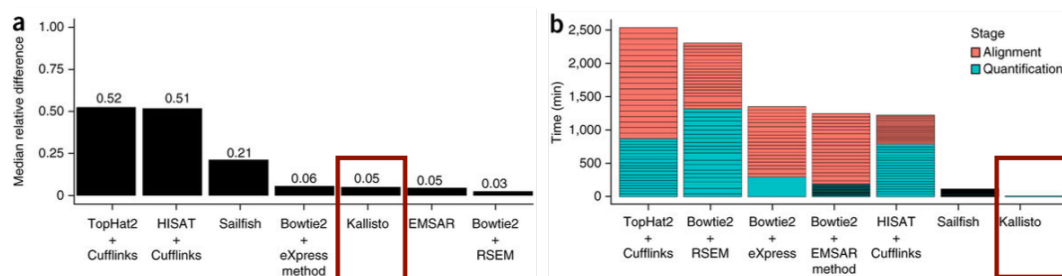 a
1.00
0.75
0.50
0.25
0
Median relative difference
0.52
0.51
0.21
0.06
0.05
0.05
0.03
TopHat2
+
Cufflinks
HISAT
+
Cufflinks
Sailfish
Bowtie2
+
eXpress
method
Kallisto
EMSAR
Bowtie2
+
RSEM
b
2,500
2,000
1,500
1,000
500
0
Time (min)
Stage
Alignment
Quantification
TopHat2
+
Cufflinks
Bowtie2
+
RSEM
Bowtie2
+
eXpress
Bowtie2
+
EMSAR
method
HISAT
+
Cufflinks
Sailfish
Kallisto